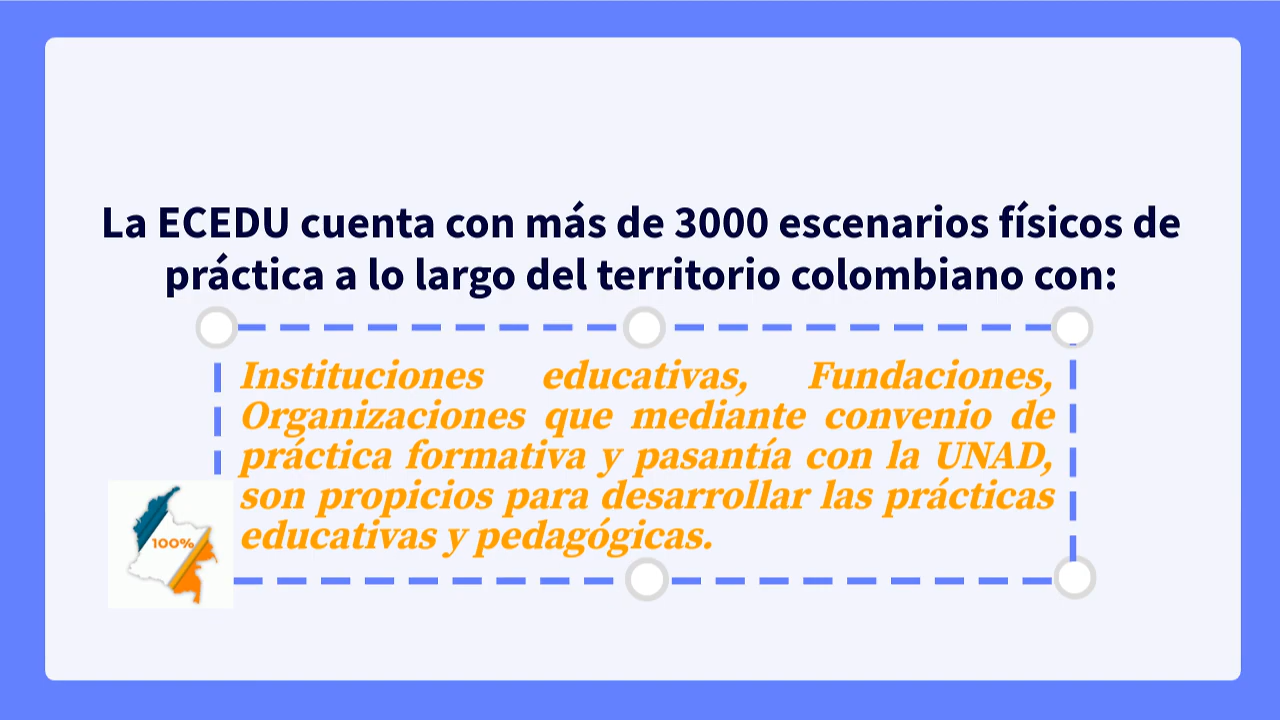 La ECEDU cuenta con más de 3000 escenarios físicos de
práctica a lo largo del territorio colombiano con:
Instituciones educativas, Fundaciones,
Organizaciones que mediante convenio de
práctica formativa y pasantía con la UNAD,
son propicios para desarrollar las prácticas
educativas y pedagógicas.
100%